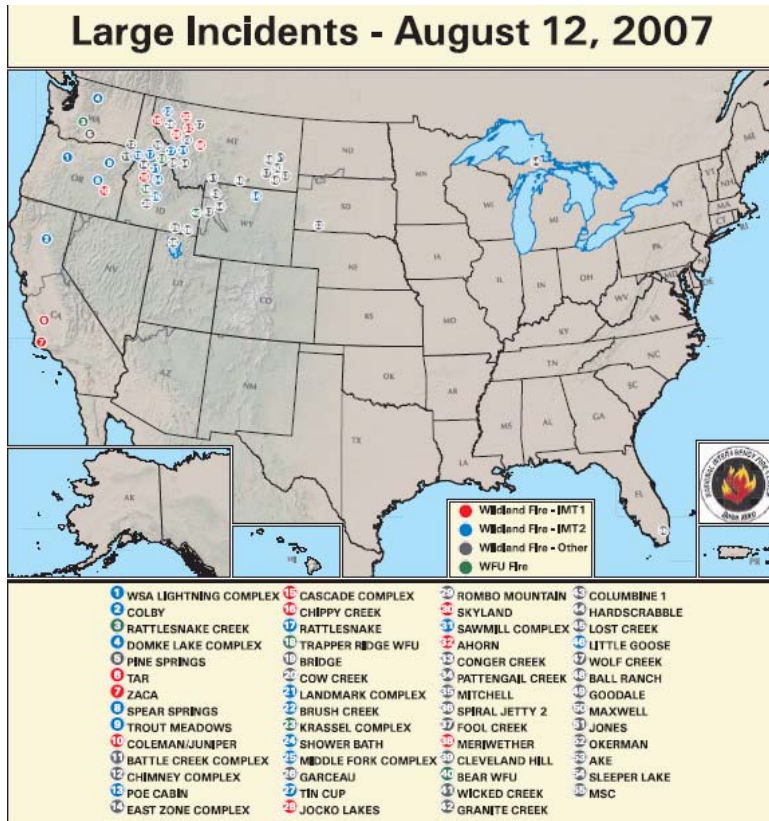 Large Incidents - August 12, 2007
WA
MT
ND
MN
ME
OR
ID
WY
SD
WI
MI
NY
VT
NH
MA
CT
RI
NV
UT
CO
NE
IA
IL
IN
OH
PA
NJ
CA
KS
MO
KY
WV
VA
AZ
NM
OK
AR
TN
NC
SC
TX
LA
MS
AL
GA
FL
AK
HI
PR
Wildland Fire - IMT1
Wildland Fire - IMT2
Wildland Fire - Other
WFU Fire
1 WSA LIGHTNING COMPLEX
2 COLBY
3 RATTLESNAKE CREEK
4 DOMKE LAKE COMPLEX
5 PINE SPRINGS
6 TAR
7 ZACA
8 SPEAR SPRINGS
9 TROUT MEADOWS
10 COLEMAN/JUNIPER
11 BATTLE CREEK COMPLEX
12 CHIMNEY COMPLEX
13 POE CABIN
14 EAST ZONE COMPLEX
15 CASCADE COMPLEX
16 CHIPPY CREEK
17 RATTLESNAKE
18 TRAPPER RIDGE WFU
19 BRIDGE
20 COW CREEK
21 LANDMARK COMPLEX
22 BRUSH CREEK
23 KRASSEL COMPLEX
24 SHOWER BATH
25 MIDDLE FORK COMPLEX
26 GARCEAU
27 TIN CUP
28 JOCKO LAKES
29 ROMBO MOUNTAIN
30 SKYLAND
31 SAWMILL COMPLEX
32 AHORN
33 CONGER CREEK
34 PATTENGAIL CREEK
35 MITCHELL
36 SPIRAL JETTY 2
37 FOOL CREEK
38 MERIWETHER
39 CLEVELAND HILL
40 BEAR WFU
41 WICKED CREEK
42 GRANITE CREEK
43 COLUMBINE 1
44 HARDSCRABBLE
45 LOST CREEK
46 LITTLE GOOSE
47 WOLF CREEK
48 BALL RANCH
49 GOODALE
50 MAXWELL
51 JONES
52 OKERMAN
53 AKE
54 SLEEPER LAKE
55 MSC